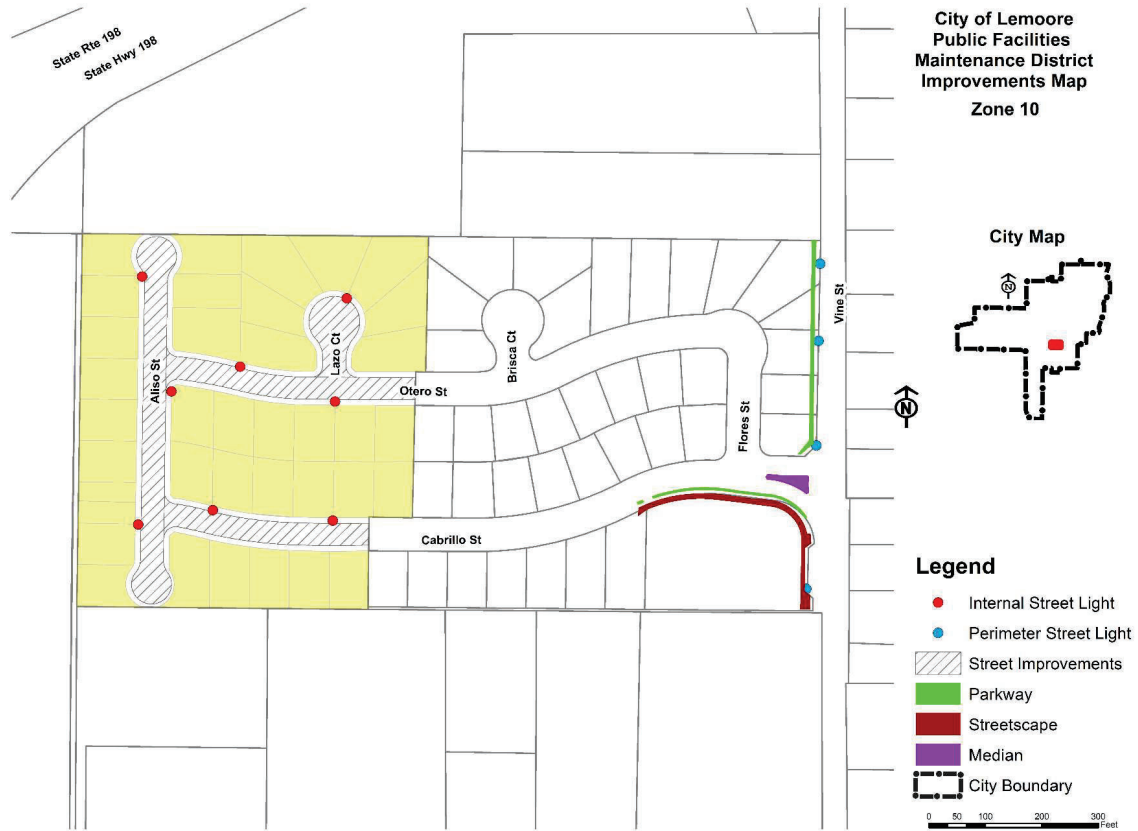 City of Lemoore
Public Facilities
Maintenance District
Improvements Map
Zone 10
State Rte 198
State Hwy 198
City Map
N
Vine St
Lazo Ct
Brisca Ct
Aliso St
Otero St
Flores St
N
Cabrillo St
Legend
Internal Street Light
Perimeter Street Light
Street Improvements
Parkway
Streetscape
Median
City Boundary
0 50 100 200 300
Feet